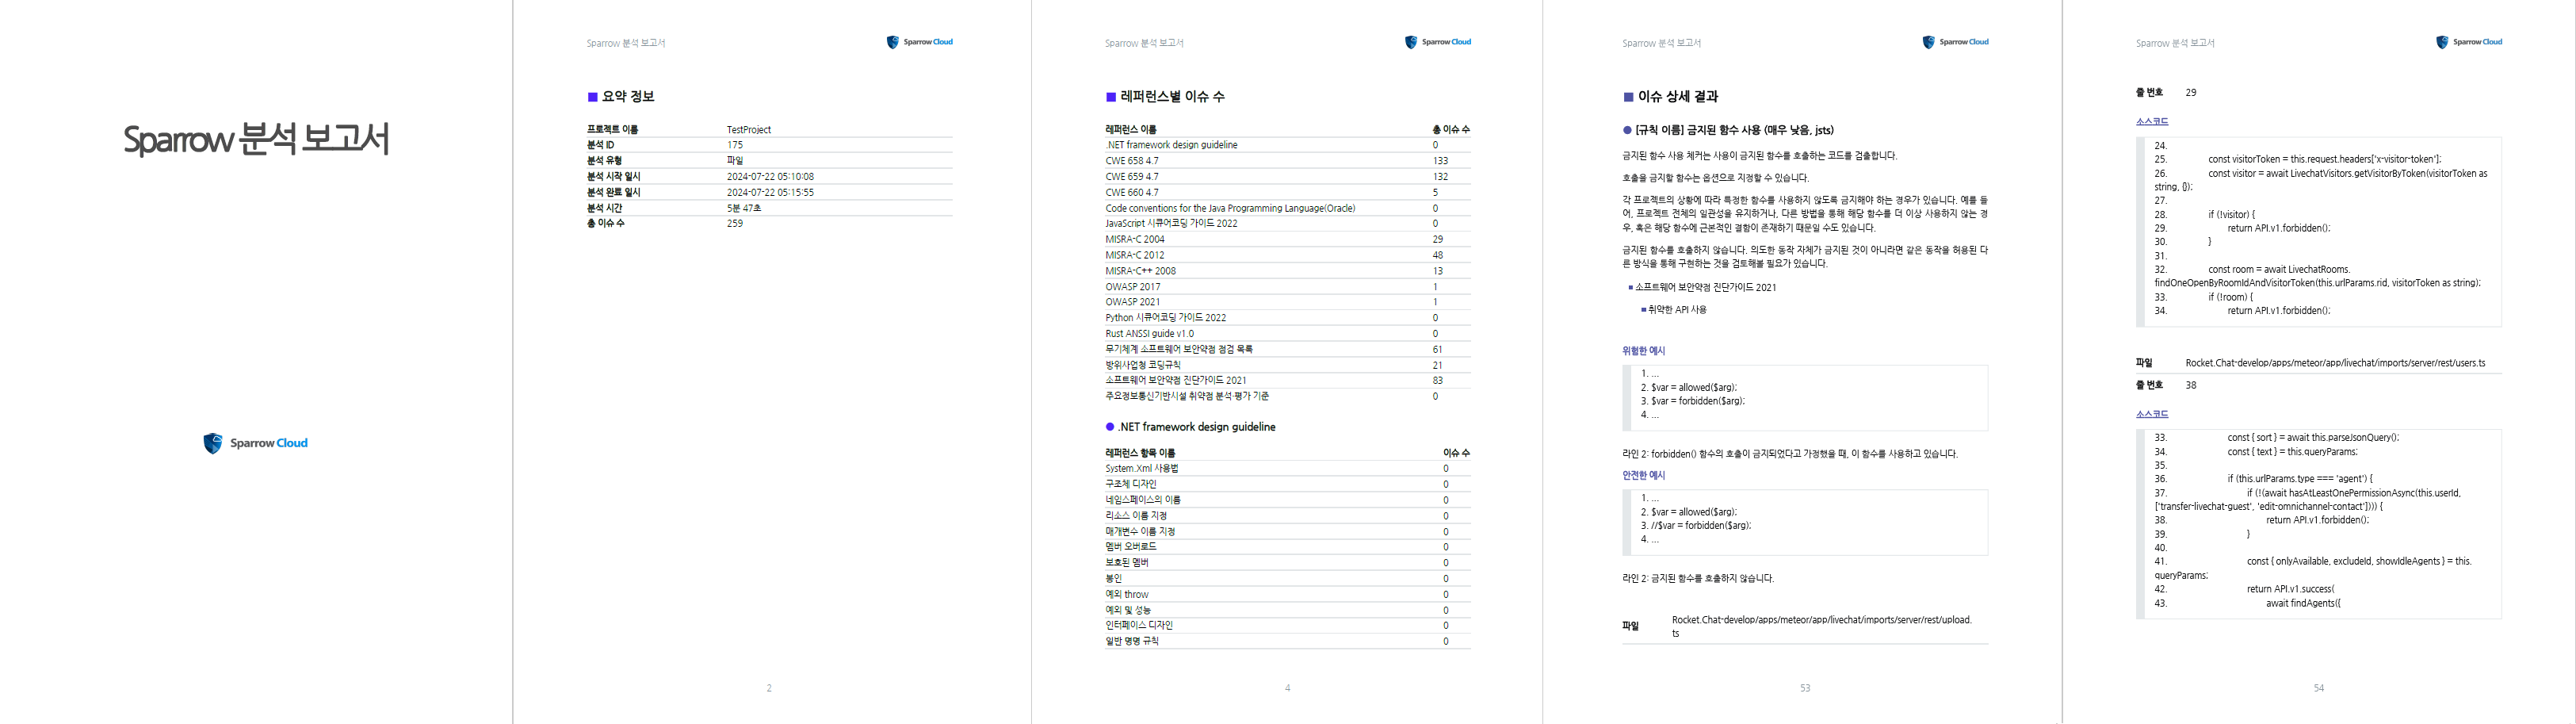 Sparrow 분석 보고서
Sparrow Cloud
Sparrow 분석 보고서
Sparrow Cloud
■ 요약 정보
프로젝트 이름 TestProject
분석 ID 175
분석 유형 파일
분석 시작 일시 2024-07-22 05:10:08
분석 완료 일시 2024-07-22 05:15:55
분석 시간 5분 47초
총 이슈 수 259
2
Sparrow 분석 보고서
Sparrow Cloud
■ 레퍼런스별 이슈 수
레퍼런스 이름 총 이슈 수
.NET framework design guideline 0
CWE 658 4.7 133
CWE 659 4.7 132
CWE 660 4.7 5
Code conventions for the Java Programming Language(Oracle) 0
JavaScript 시큐어코딩 가이드 2022 0
MISRA-C 2004 29
MISRA-C 2012 48
MISRA-C++ 2008 13
OWASP 2017 1
OWASP 2021 1
Python 시큐어코딩 가이드 2022 0
Rust ANSSI guide v1.0 0
무기체계 소프트웨어 보안약점 점검 목록 61
방위사업청 코딩규칙 21
소프트웨어 보안약점 진단가이드 2021 83
주요정보통신기반시설 취약점 분석·평가 기준 0
● .NET framework design guideline
레퍼런스 항목 이름 이슈 수
System.Xml 사용법 0
구조체 디자인 0
네임스페이스의 이름 0
리소스 이름 지정 0
매개변수 이름 지정 0
멤버 오버로드 0
보호된 멤버 0
봉인 0
예외 throw 0
예외 및 성능 0
인터페이스 디자인 0
일반 명명 규칙 0
4
Sparrow 분석 보고서
Sparrow Cloud
■ 이슈 상세 결과
● [규칙 이름] 금지된 함수 사용 (매우 낮음, jsts)
금지된 함수 사용 체커는 사용이 금지된 함수를 호출하는 코드를 검출합니다.
호출을 금지할 함수는 옵션으로 지정할 수 있습니다.
각 프로젝트의 상황에 따라 특정한 함수를 사용하지 않도록 금지해야 하는 경우가 있습니다. 예를 들
어, 프로젝트 전체의 일관성을 유지하거나, 다른 방법을 통해 해당 함수를 더 이상 사용하지 않는 경
우, 혹은 해당 함수에 근본적인 결함이 존재하기 때문일 수도 있습니다.
금지된 함수를 호출하지 않습니다. 의도한 동작 자체가 금지된 것이 아니라면 같은 동작을 허용된 다
른 방식을 통해 구현하는 것을 검토해볼 필요가 있습니다.
■ 소프트웨어 보안약점 진단가이드 2021
■ 취약한 API 사용
위험한 예시
1. ...
2. $var = allowed($arg);
3. $var = forbidden($arg);
4. ...
라인 2: forbidden() 함수의 호출이 금지되었다고 가정했을 때, 이 함수를 사용하고 있습니다.
안전한 예시
1. ...
2. $var = allowed($arg);
3. //$var = forbidden($arg);
4. ...
라인 2: 금지된 함수를 호출하지 않습니다.
파일 Rocket.Chat-develop/apps/meteor/app/livechat/imports/server/rest/upload.
ts
53
Sparrow 분석 보고서
Sparrow Cloud
줄 번호 29
소스코드
24.
25. const visitorToken = this.request.headers['x-visitor-token'];
26. const visitor = await LivechatVisitors.getVisitorByToken(visitorToken as
string, {});
27.
28. if (!visitor) {
29. return API.v1.forbidden();
30. }
31.
32. const room = await LivechatRooms.
findOneOpenByRoomIdAndVisitorToken(this.urlParams.rid, visitorToken as string);
33. if (!room) {
34. return API.v1.forbidden();
파일 Rocket.Chat-develop/apps/meteor/app/livechat/imports/server/rest/users.ts
줄 번호 38
소스코드
33. const { sort } = await this.parseJsonQuery();
34. const { text } = this.queryParams;
35.
36. if (this.urlParams.type === 'agent') {
37. if (!(await hasAtLeastOnePermissionAsync(this.userId,
['transfer-livechat-guest', 'edit-omnichannel-contact']))) {
38. return API.v1.forbidden();
39. }
40.
41. const { onlyAvailable, excludeId, showIdleAgents } = this.
queryParams;
42. return API.v1.success(
43. await findAgents({
54